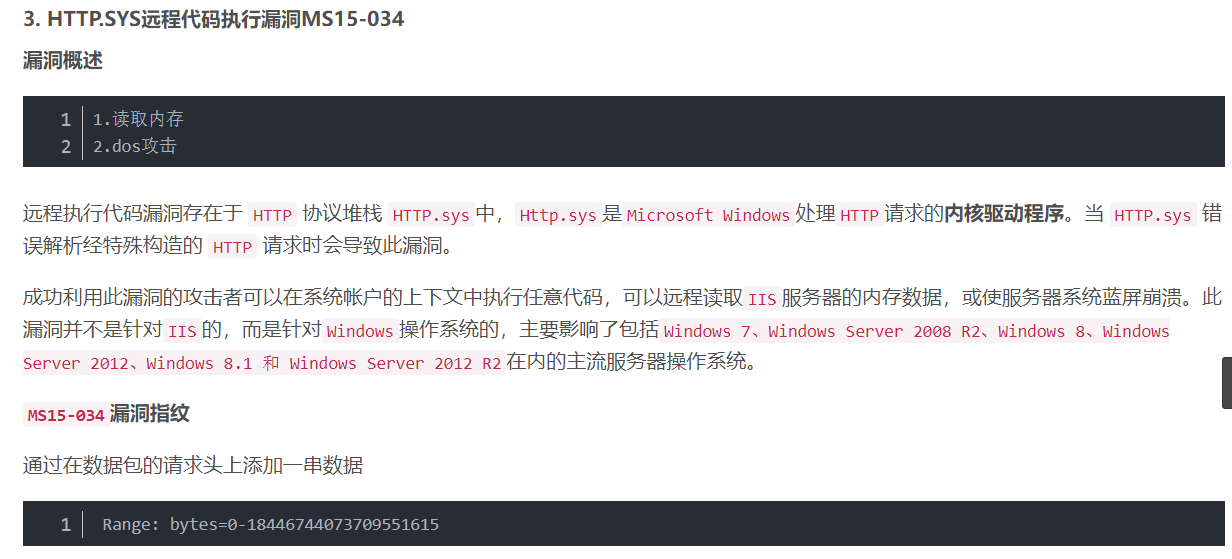 3. HTTP.SYS远程代码执行漏洞MS15-034
漏洞概述
1 1.读取内存
2 2.dos攻击
远程执行代码漏洞存在于 HTTP 协议堆栈 HTTP.sys 中，Http.sys 是 Microsoft Windows 处理 HTTP 请求的内核驱动程序。当 HTTP.sys 错
误解析经特殊构造的 HTTP 请求时会导致此漏洞。
成功利用此漏洞的攻击者可以在系统帐户的上下文中执行任意代码，可以远程读取 IIS 服务器的内存数据，或使服务器系统蓝屏崩溃。此
漏洞并不是针对 IIS 的，而是针对 Windows 操作系统的，主要影响了包括 Windows 7、Windows Server 2008 R2、Windows 8、Windows
Server 2012、Windows 8.1 和 Windows Server 2012 R2 在内的主流服务器操作系统。
MS15-034 漏洞指纹
通过在数据包的请求头上添加一串数据
1 Range: bytes=0-18446744073709551615